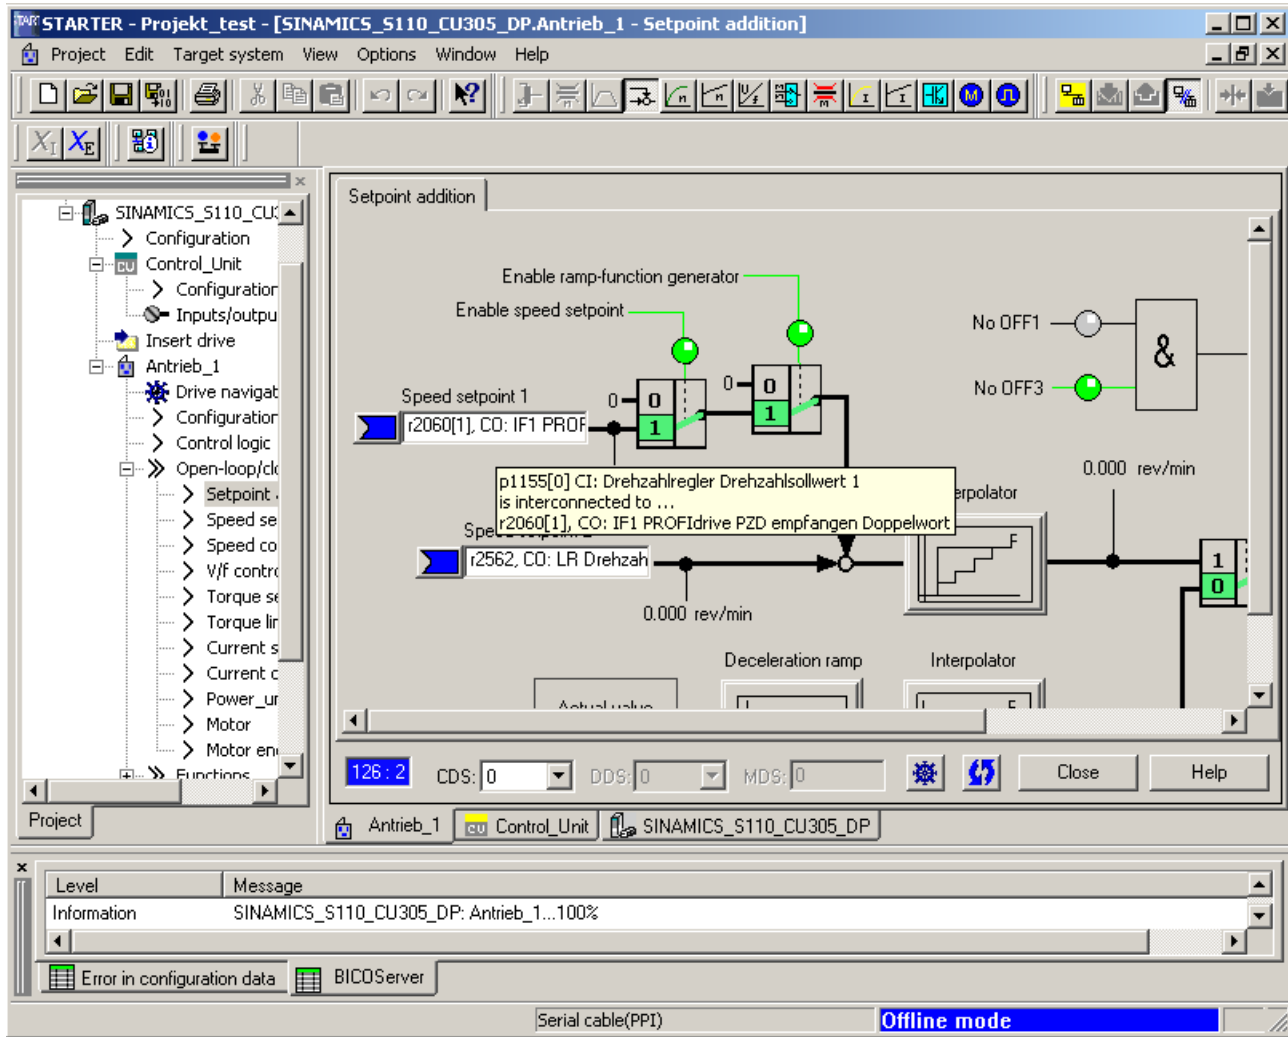 STARTER - Projekt_test - [SINAMICS_S110_CU305_DP.Antrieb_1 - Setpoint addition]
Project Edit Target system View Options Window Help
SINAMICS_S110_CU
Configuration
Control_Unit
Configuration
Inputs/outpu
Insert drive
Antrieb_1
Drive navigat
Configuration
Control logic
Open-loop/clo
Setpoint
Speed se
Speed co
V/f contro
Torque se
Torque lir
Current s
Current c
Power_un
Motor
Motor en
Functions
Project
Setpoint addition
Enable ramp-function generator
Enable speed setpoint
No OFF1
&
No OFF3
Speed setpoint 1
0
0
1
0
0
1
r2060[1], CO: IF1 PROF
p1155[0] CI: Drehzahlregler Drehzahlsollwert 1
is interconnected to ...
r2060[1], CO: IF1 PROFIdrive PZD empfangen Doppelwort
0.000 rev/min
erpolator
F
r2562, CO: LR Drehzah
1
0
0.000 rev/min
Deceleration ramp
Interpolator
Actual value
F
126 : 2
CDS: 0
DDS: 0
MDS: 0
Close
Help
Antrieb_1
Control_Unit
SINAMICS_S110_CU305_DP
Level Message
Information SINAMICS_S110_CU305_DP: Antrieb_1...100%
Error in configuration data
BICOServer
Serial cable(PPI)
Offline mode